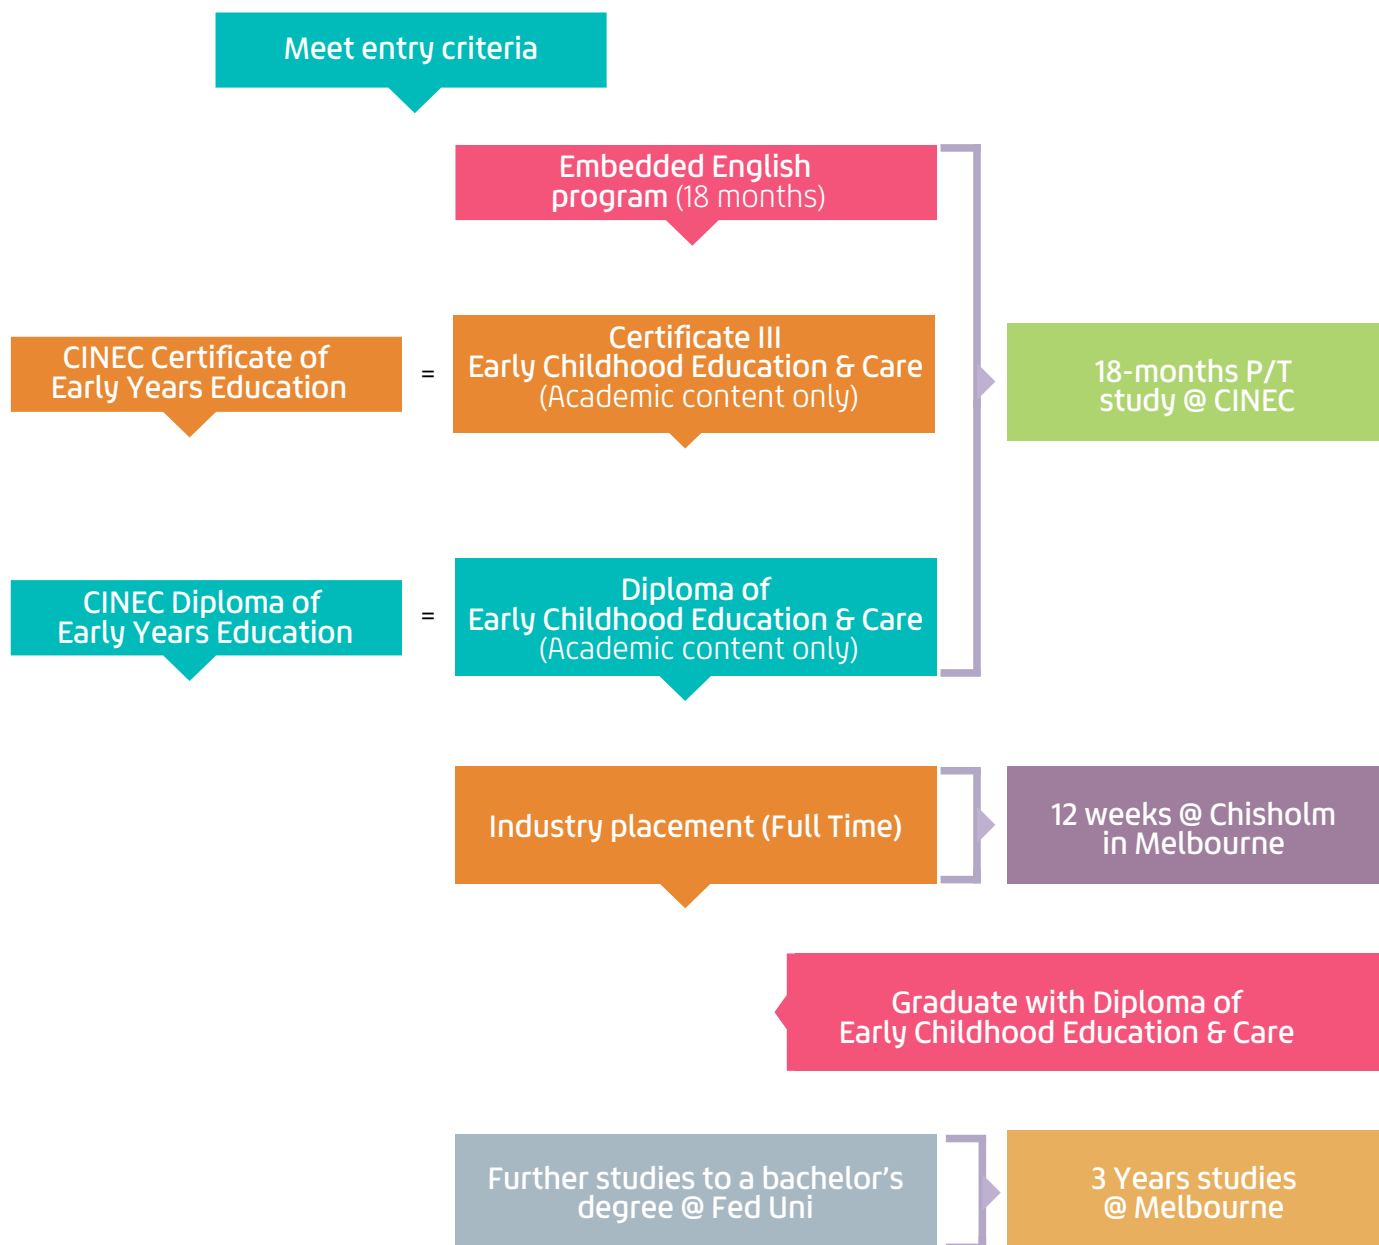 Meet entry criteria
Embedded English
program (18 months)
CINEC Certificate of
Early Years Education
=
Certificate III
Early Childhood Education & Care
(Academic content only)
18-months P/T
study @ CINEC
CINEC Diploma of
Early Years Education
=
Diploma of
Early Childhood Education & Care
(Academic content only)
Industry placement (Full Time)
12 weeks @ Chisholm
in Melbourne
Graduate with Diploma of
Early Childhood Education & Care
Further studies to a bachelor’s
degree @ Fed Uni
3 Years studies
@ Melbourne